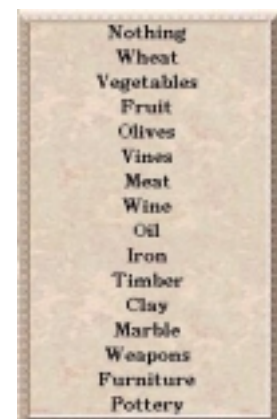 Nothing
Wheat
Vegetables
Fruit
Olives
Vines
Meat
Wine
Oil
Iron
Timber
Clay
Marble
Weapons
Furniture
Pottery